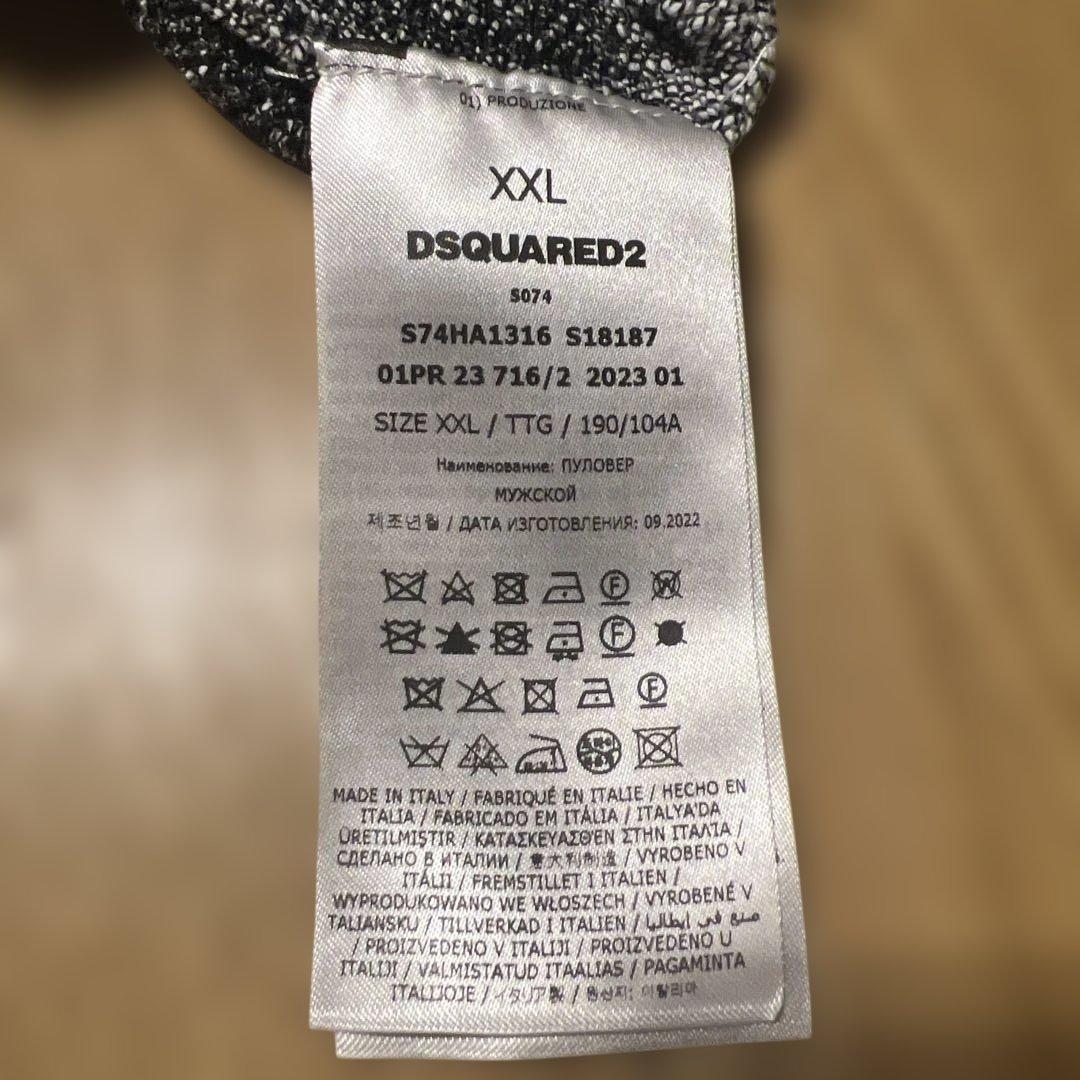 01) PRODUZIONE
XXL
DSQUARED2
S074
S74HA1316 S18187
01PR 23 716/2 2023 01
SIZE XXL / TTG / 190/104A
Наименование: ПУЛОВЕР
МУЖСКОЙ
제조년월 / ДАТА ИЗГОТОВЛЕНИЯ: 09.2022
F W
F
F
MADE IN ITALY / FABRIQUÉ EN ITALIE / HECHO EN
ITALIA / FABRICADO EM ITÁLIA / ITALYA'DA
ÜRETILMIŞTIR / ΚΑΤΑΣΚΕΥΑΣΘΕΝ ΣΤΗΝ ΙΤΑΛΙΑ /
СДЕЛАНО В ИТАЛИИ / 意大利制造 / VYROBENO V
ITÁLII / FREMSTILLET I ITALIEN /
WYPRODUKOWANO WE WŁOSZECH / VYROBENÉ V
TALIANSKU / TILLVERKAD I ITALIEN / صنع في إيطاليا
/ PROIZVEDENO V ITALIJI / PROIZVEDENO U
ITALIJI / VALMISTATUD ITAALIAS / PAGAMINTA
ITALIJOJE / イタリア製 / 원산지: 이탈리아